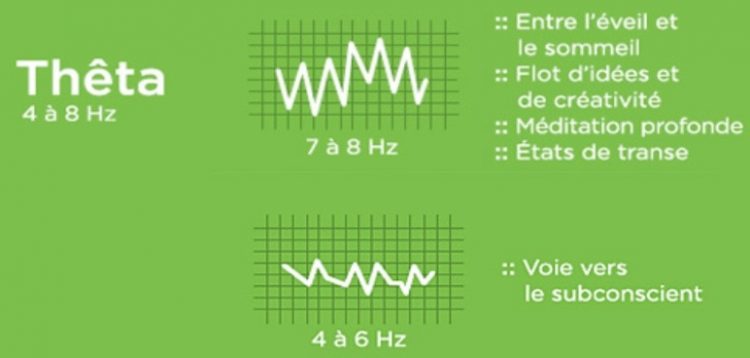 Thêta
4 à 8 Hz
7 à 8 Hz
:: Entre l'éveil et
le sommeil
:: Flot d'idées et
de créativité
:: Méditation profonde
:: États de transe
4 à 6 Hz
:: Voie vers
le subconscient